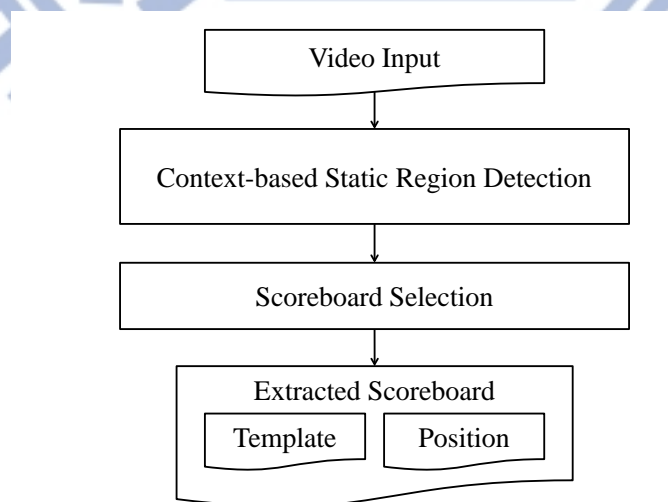 Video Input
Context-based Static Region Detection
Scoreboard Selection
Extracted Scoreboard
Template
Position